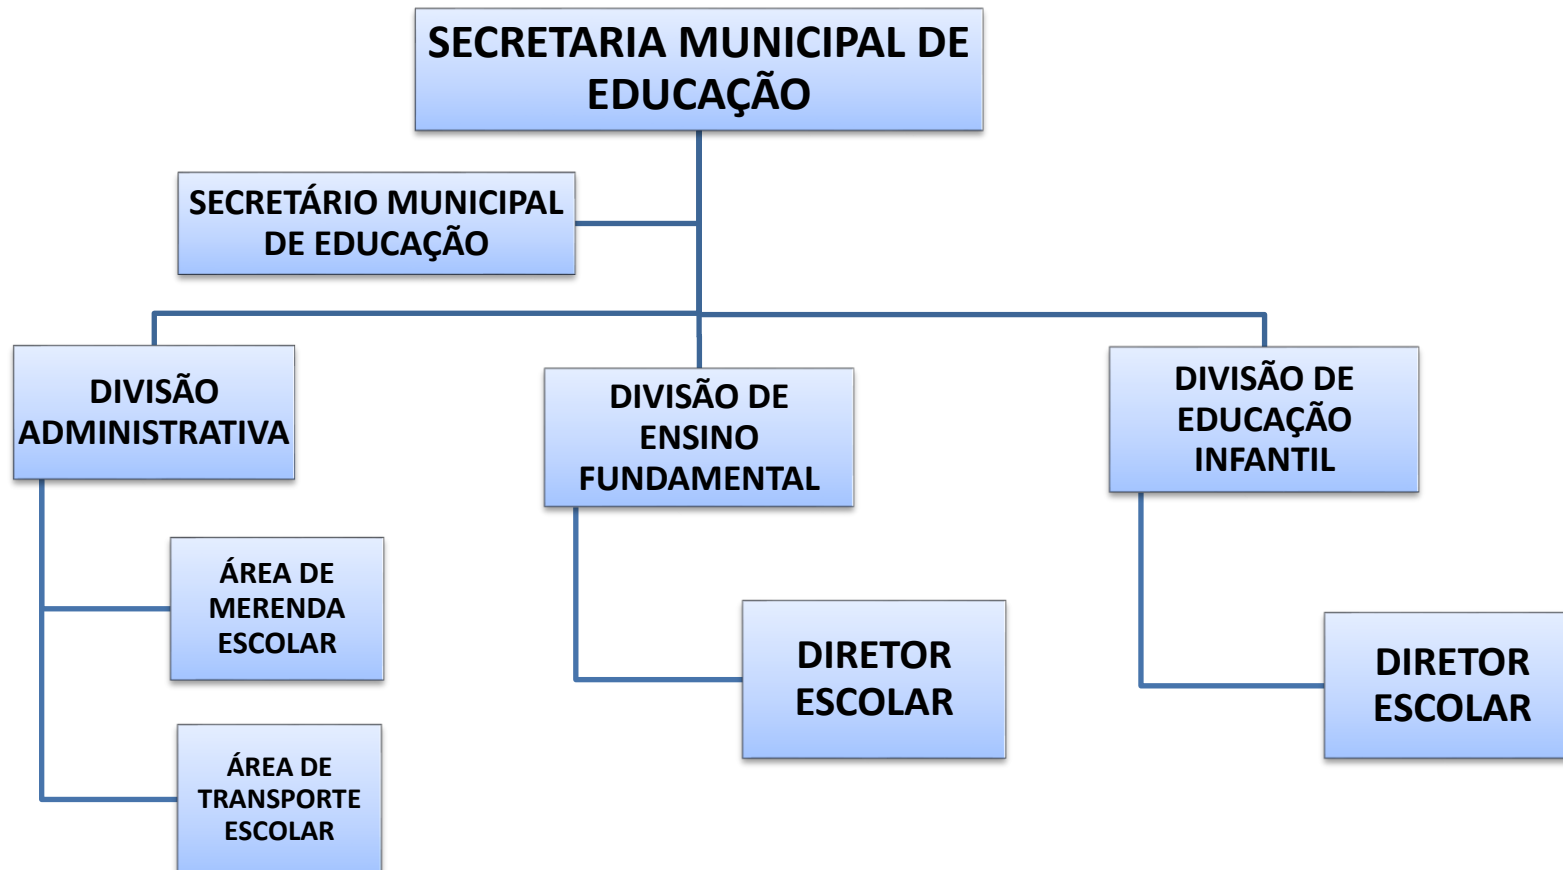 SECRETARIA MUNICIPAL DE
EDUCAÇÃO
SECRETÁRIO MUNICIPAL
DE EDUCAÇÃO
DIVISÃO
ADMINISTRATIVA
DIVISÃO DE
ENSINO
FUNDAMENTAL
DIVISÃO DE
EDUCAÇÃO
INFANTIL
ÁREA DE
MERENDA
ESCOLAR
DIRETOR
ESCOLAR
DIRETOR
ESCOLAR
ÁREA DE
TRANSPORTE
ESCOLAR